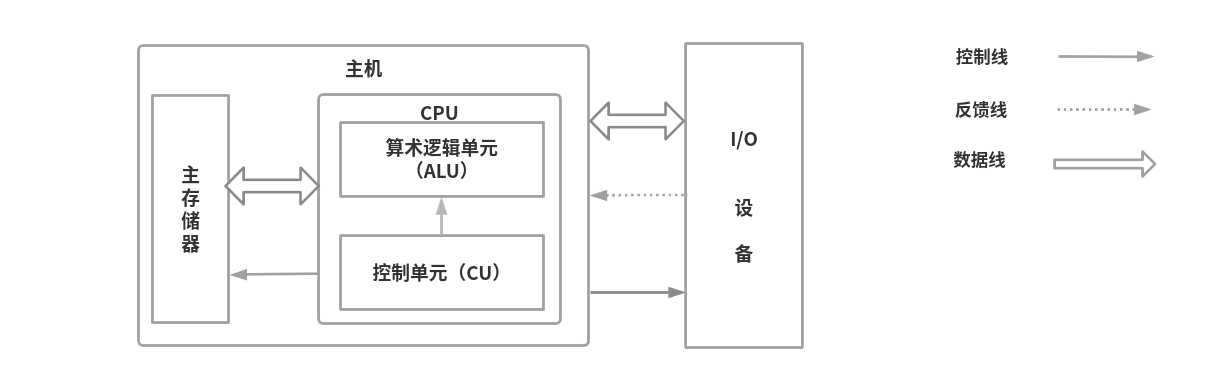 主机
CPU
算术逻辑单元
（ALU）
控制单元（CU）
主
存
储
器
I/O
设
备
控制线
反馈线
数据线